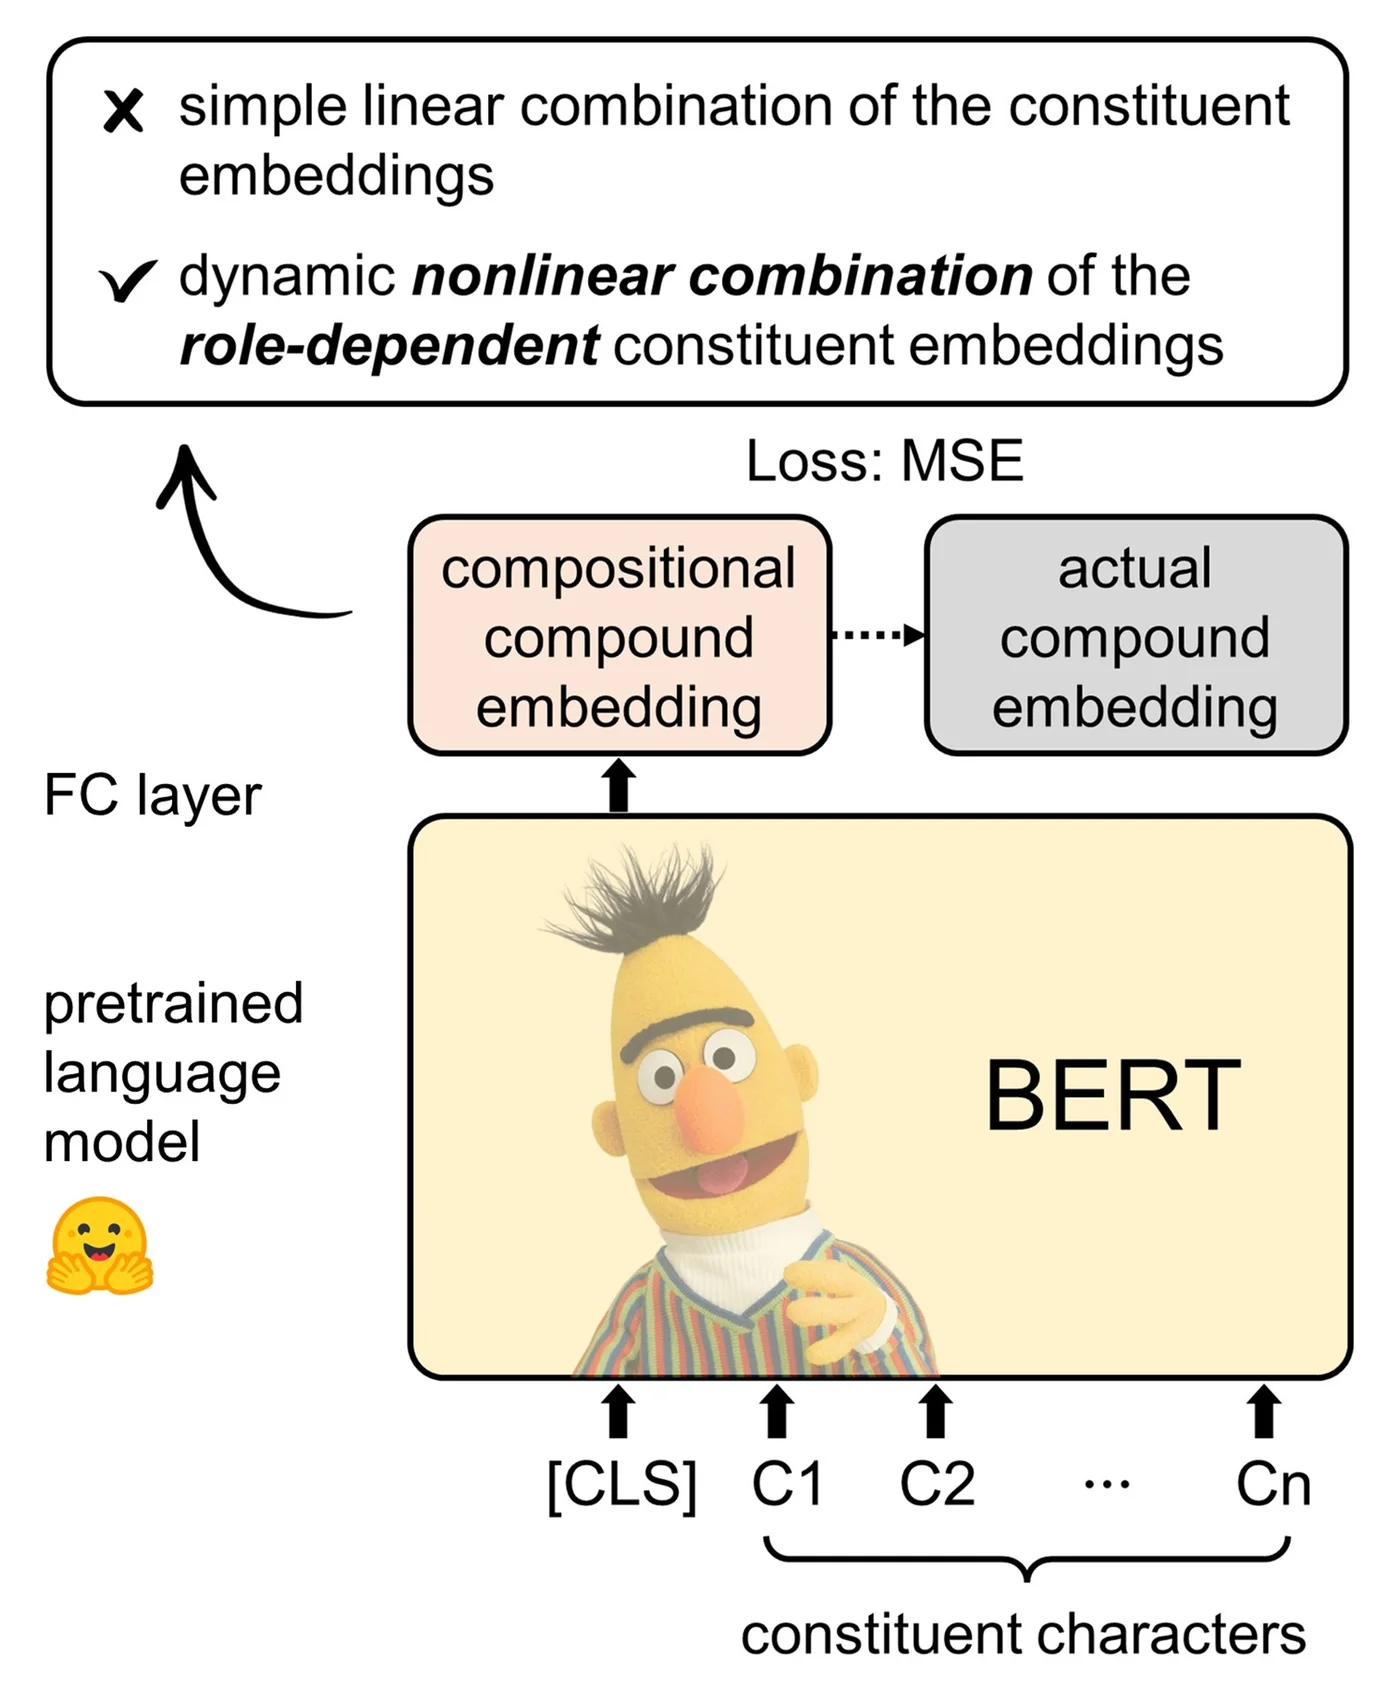 simple linear combination of the constituent
embeddings
dynamic nonlinear combination of the
role-dependent constituent embeddings
Loss: MSE
compositional
compound
embedding
actual
compound
embedding
FC layer
pretrained
language
model
BERT
[CLS] C1 C2 ... Cn
constituent characters